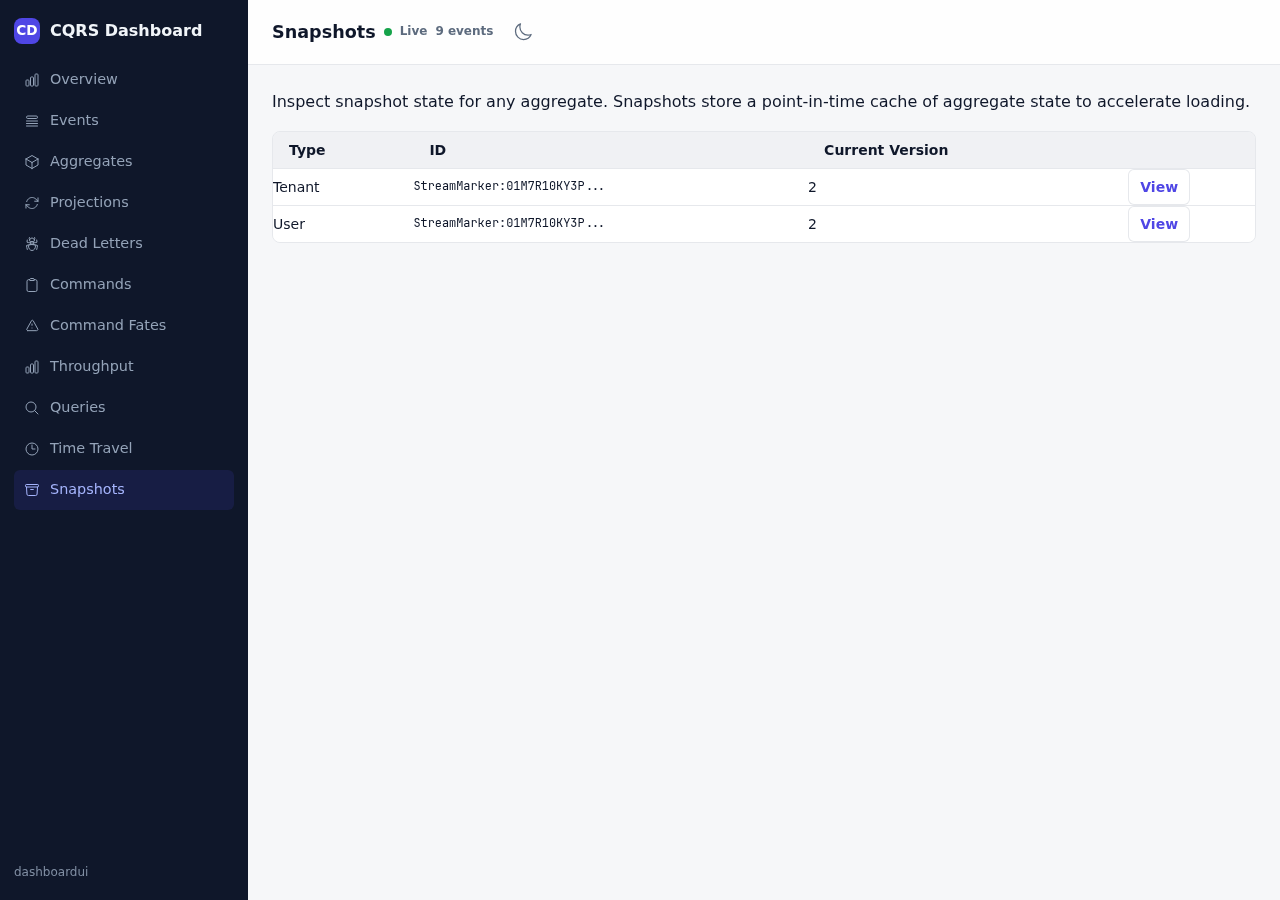 CD CQRS Dashboard
Overview
Events
Aggregates
Projections
Dead Letters
Commands
Command Fates
Throughput
Queries
Time Travel
Snapshots
dashboardui
Snapshots Live 9 events
Inspect snapshot state for any aggregate. Snapshots store a point-in-time cache of aggregate state to accelerate loading.
Type ID Current Version
Tenant StreamMarker:01M7R10KY3P... 2 View
User StreamMarker:01M7R10KY3P... 2 View